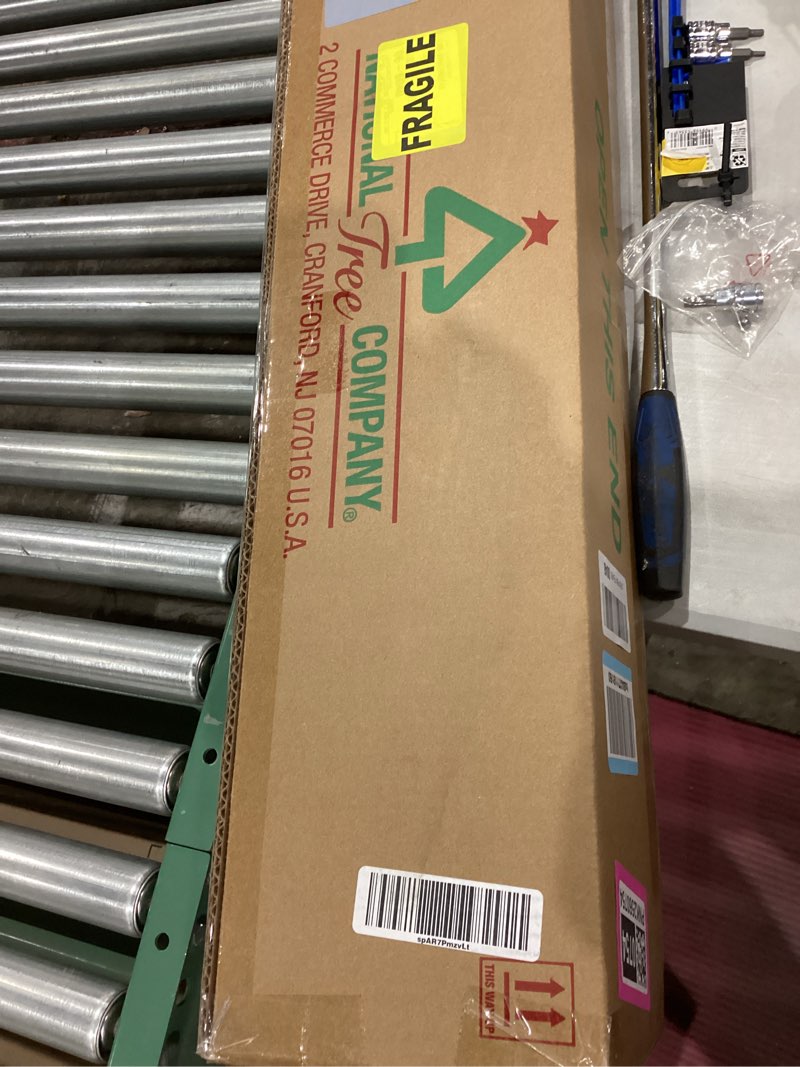 FRAGILE
NATIONAL
Tree COMPANY®
2 COMMERCE DRIVE, CRANFORD, NJ 07016 U.S.A.
OPEN THIS END
spAR7PmzvLt
THIS WAY UP